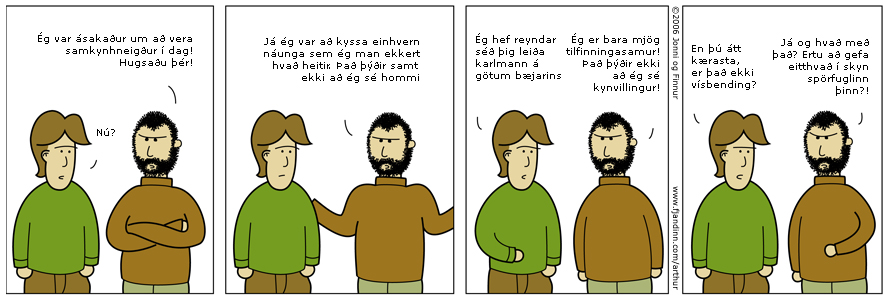 Ég var ásakaður um að vera
samkynhneigður í dag!
Hugsaðu þér!
Nú?
Já ég var að kyssa einhvern
náunga sem ég man ekkert
hvað heitir. Það þýðir samt
ekki að ég sé hommi
Ég hef reyndar
séð þig leiða
karlmann á
götum bæjarins
Ég er bara mjög
tilfinningasamur!
Það þýðir ekki
að ég sé
kynvillingur!
©2006 Jonni og Finnur
www.fjandinn.com/arthur
En þú átt
kærasta,
er það ekki
vísbending?
Já og hvað með
það? Ertu að gefa
eitthvað í skyn
spörfuglinn
þinn?!